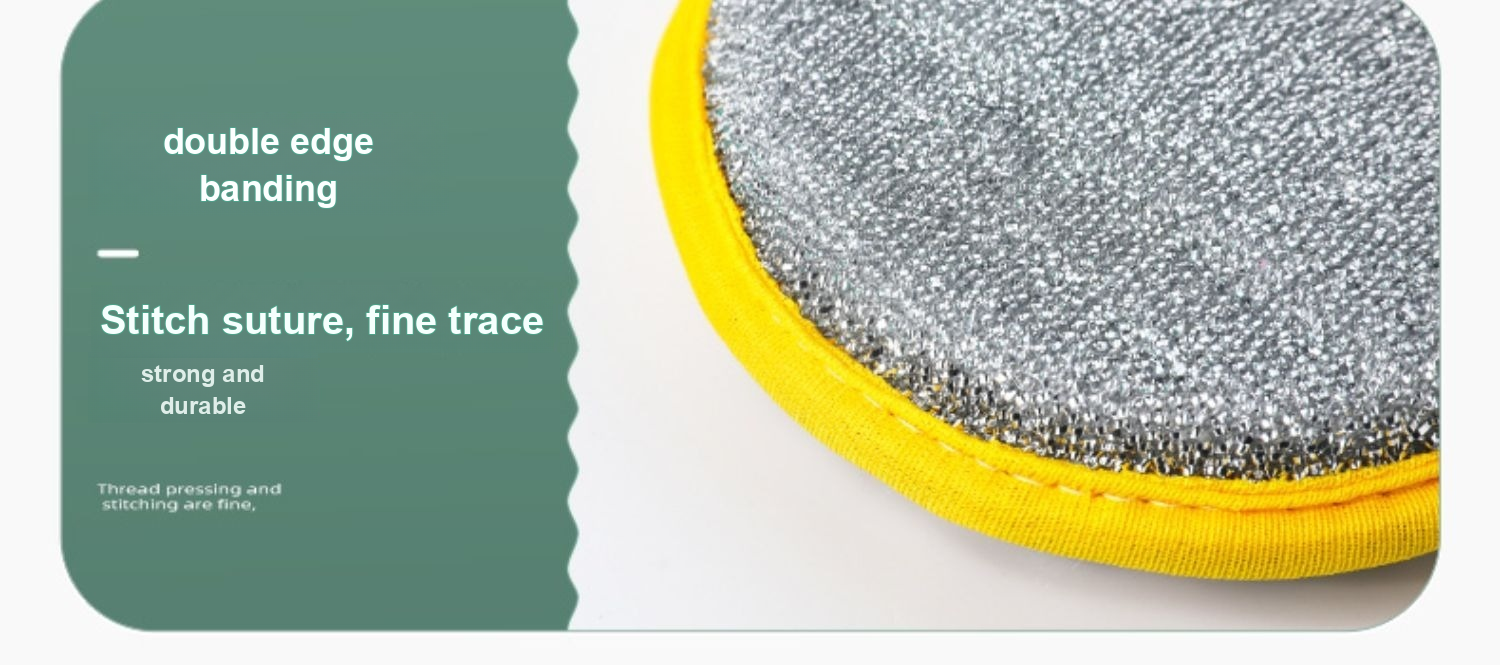 double edge
banding
Stitch suture, fine trace
strong and
durable
Thread pressing and
stitching are fine,